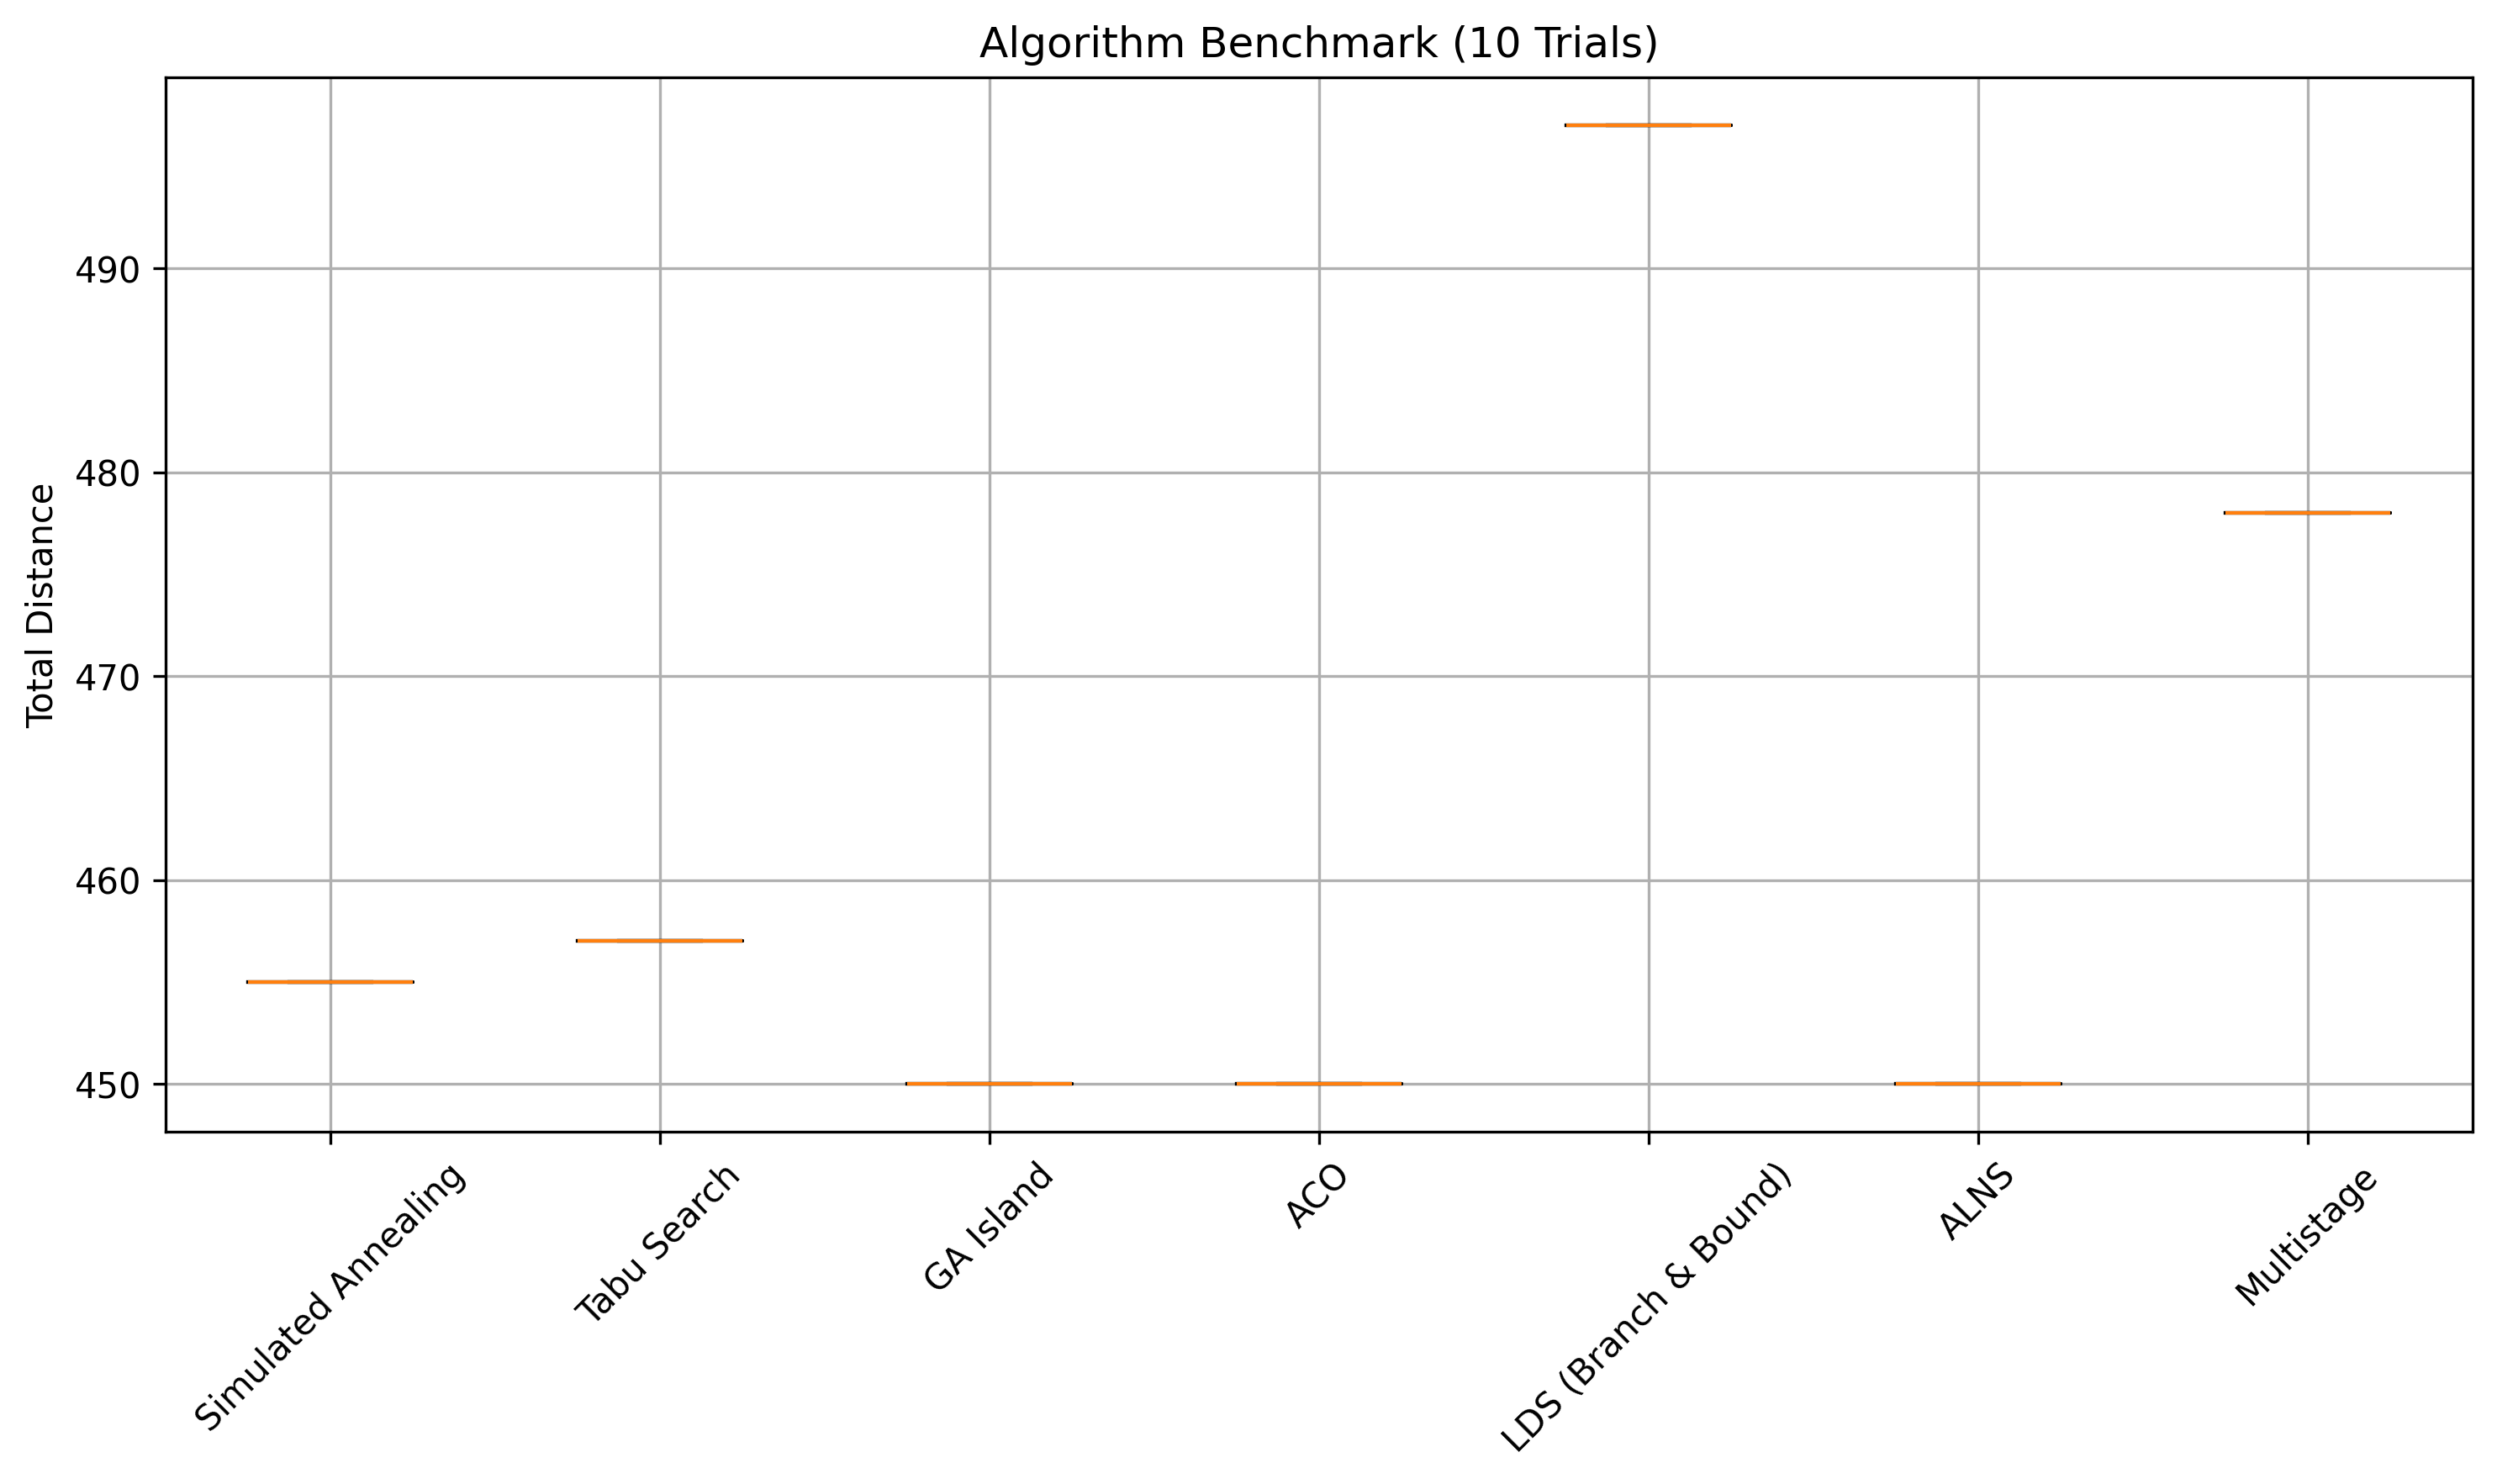 Algorithm Benchmark (10 Trials)
Total Distance
490
480
470
460
450
Simulated Annealing
Tabu Search
GA Island
ACO
LDS (Branch & Bound)
ALNS
Multistage